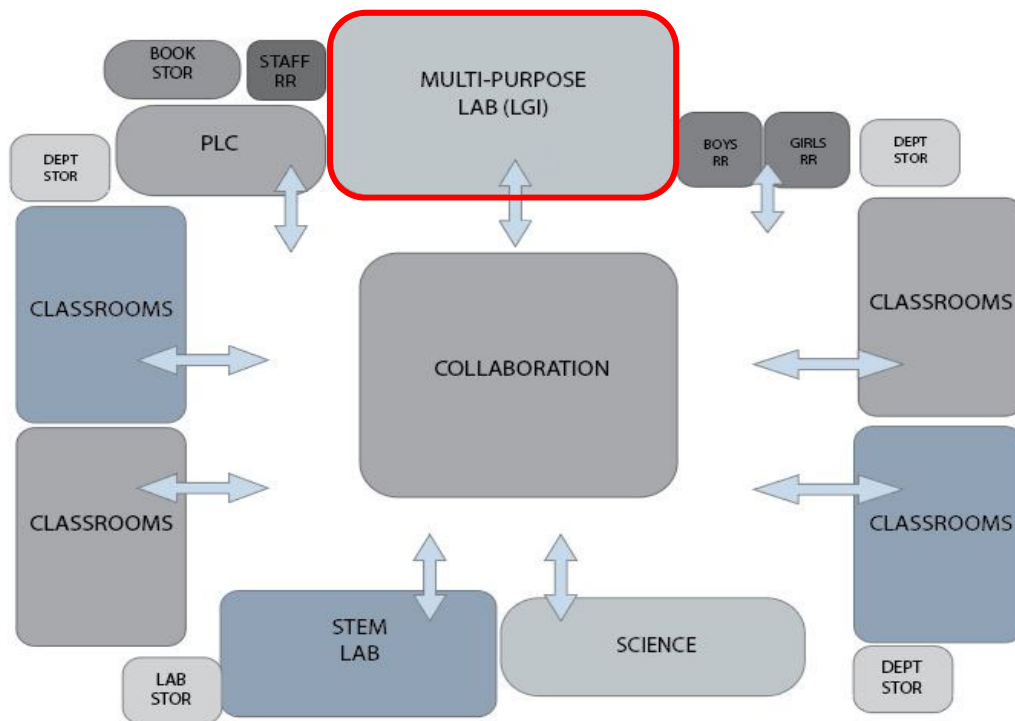 BOOK
STOR
STAFF
RR
MULTI-PURPOSE
LAB (LGI)
PLC
BOYS
RR
GIRLS
RR
DEPT
STOR
DEPT
STOR
CLASSROOMS
CLASSROOMS
COLLABORATION
CLASSROOMS
CLASSROOMS
STEM
LAB
SCIENCE
LAB
STOR
DEPT
STOR